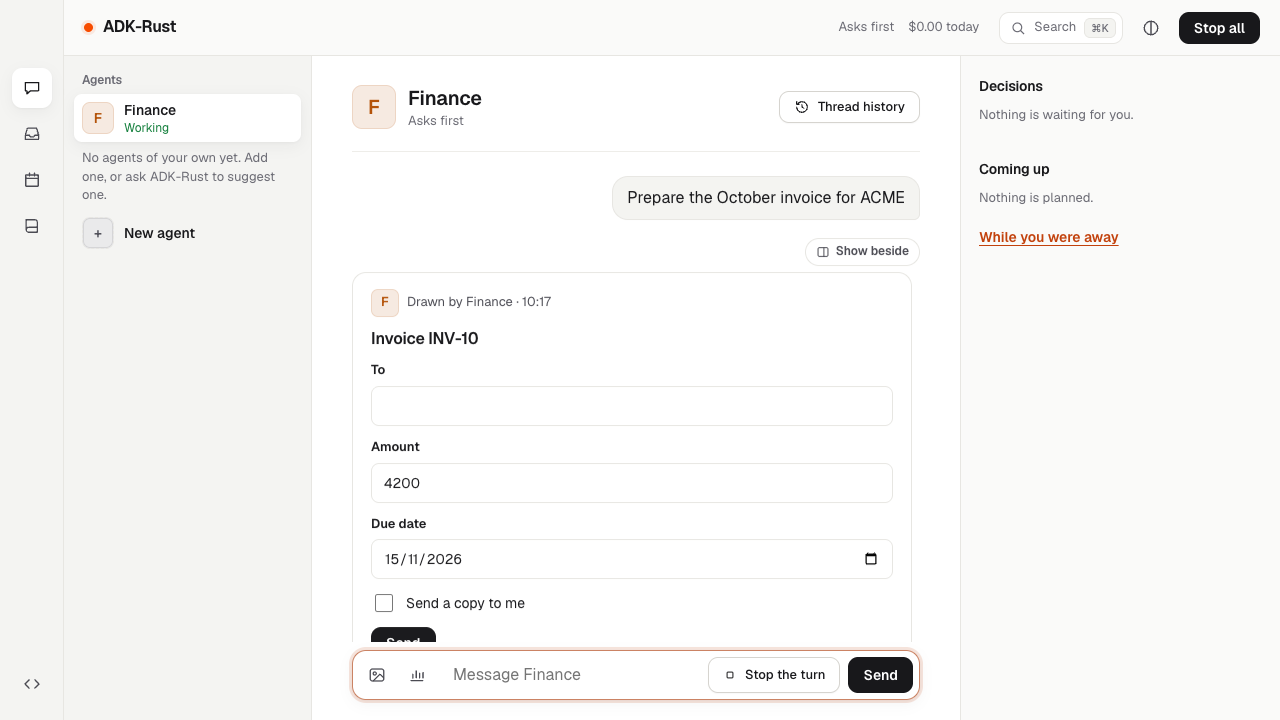 ADK-Rust
Asks first
$0.00 today
Search
⌘K
Stop all
Agents
F
Finance
Working
No agents of your own yet. Add
one, or ask ADK-Rust to suggest
one.
+
New agent
F
Finance
Asks first
Thread history
Prepare the October invoice for ACME
Show beside
F
Drawn by Finance · 10:17
Invoice INV-10
To
Amount
4200
Due date
15/11/2026
Send a copy to me
Send
Message Finance
Stop the turn
Send
Decisions
Nothing is waiting for you.
Coming up
Nothing is planned.
While you were away